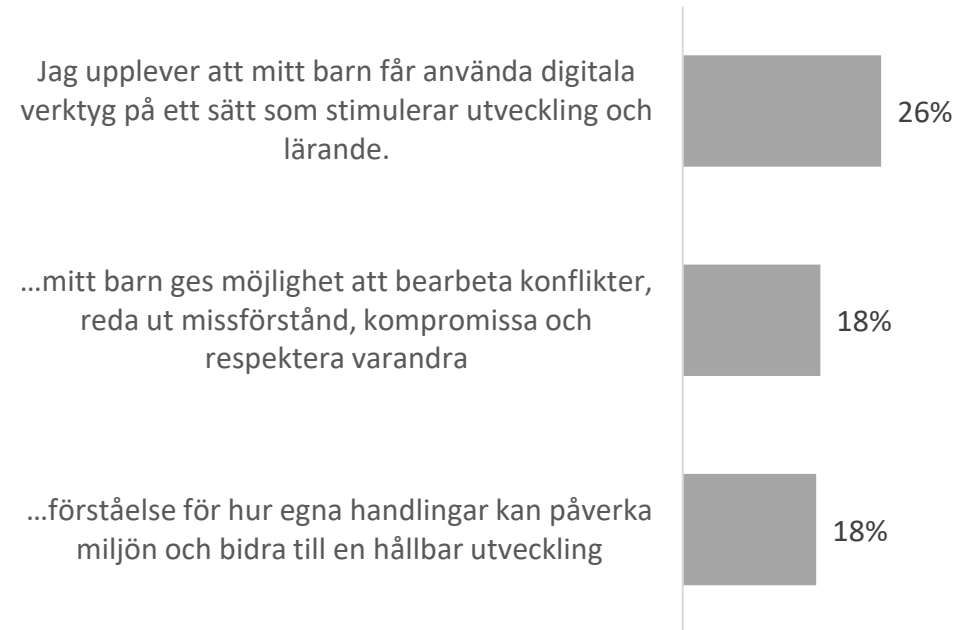 Jag upplever att mitt barn får använda digitala
verktyg på ett sätt som stimulerar utveckling och
lärande.
26%
…mitt barn ges möjlighet att bearbeta konflikter,
reda ut missförstånd, kompromissa och
respektera varandra
18%
…förståelse för hur egna handlingar kan påverka
miljön och bidra till en hållbar utveckling
18%